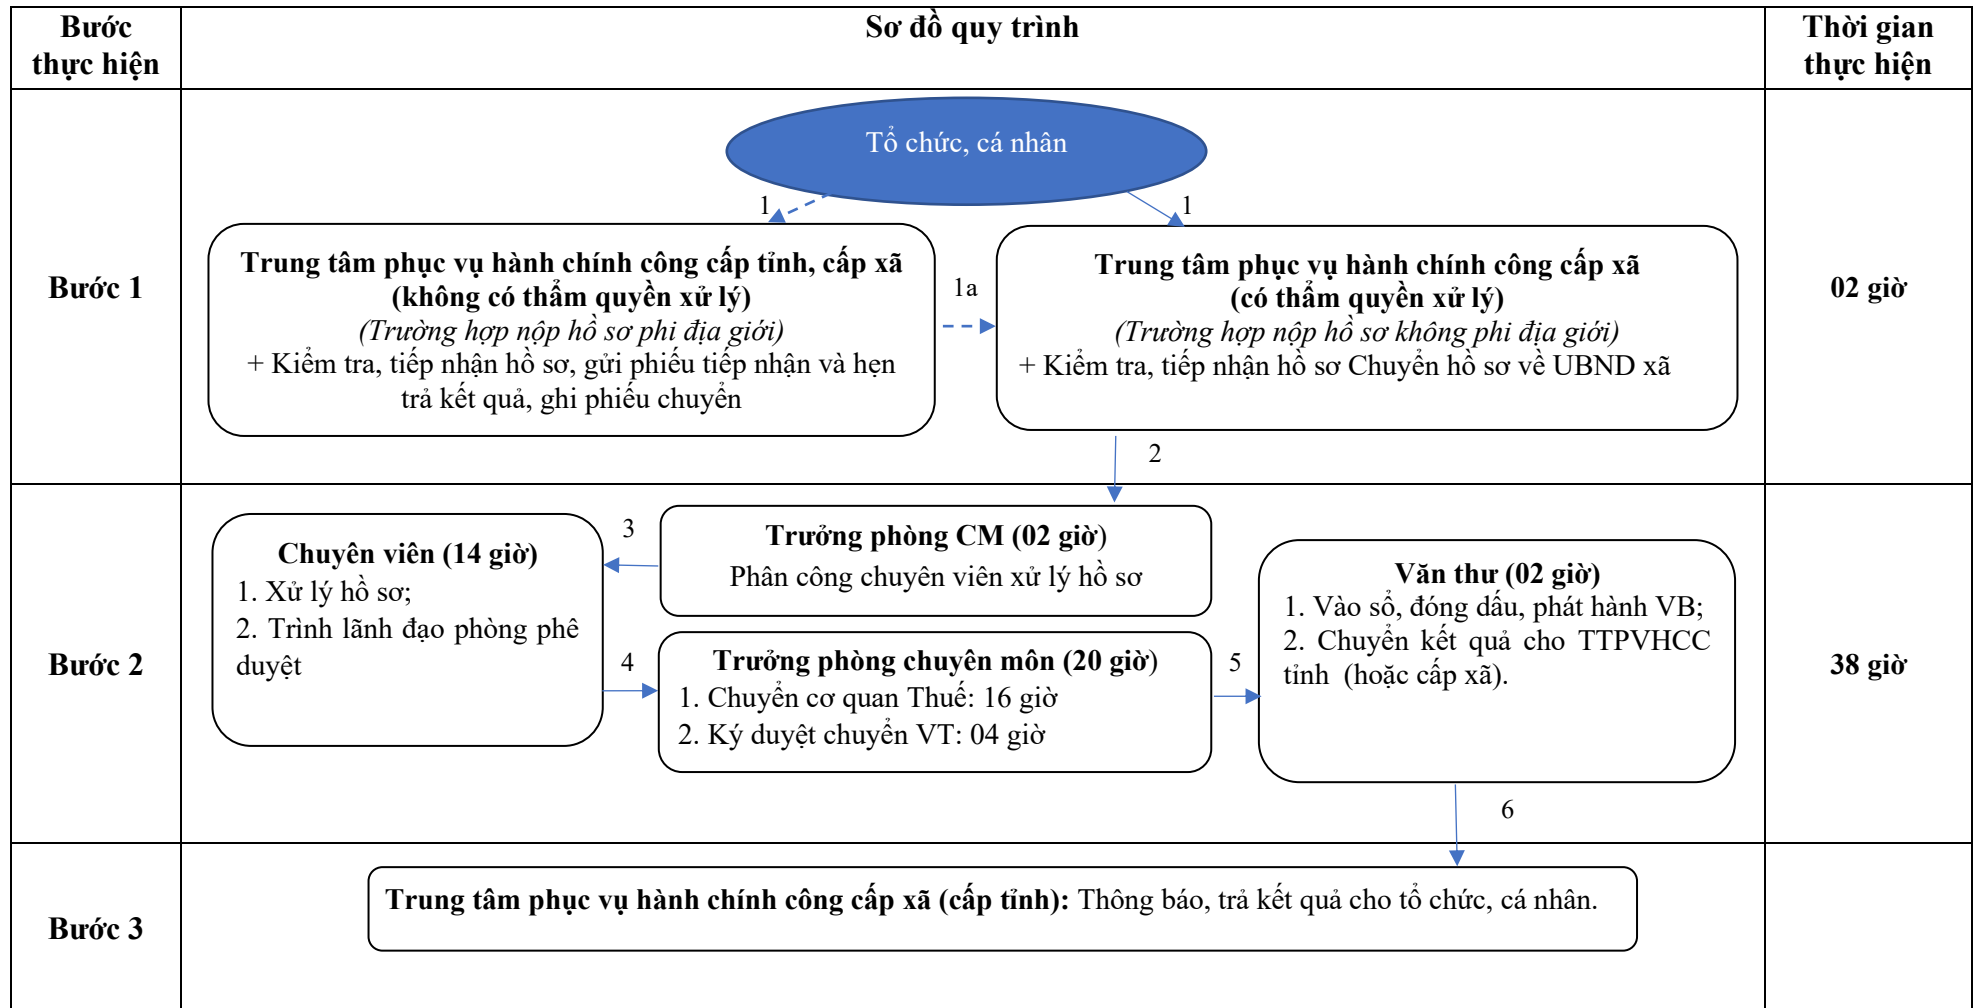 Bước
thực hiện
Sơ đồ quy trình
Thời gian
thực hiện
Bước 1
Tổ chức, cá nhân
1
1
Trung tâm phục vụ hành chính công cấp tỉnh, cấp xã
(không có thẩm quyền xử lý)
(Trường hợp nộp hồ sơ phi địa giới)
+ Kiểm tra, tiếp nhận hồ sơ, gửi phiếu tiếp nhận và hẹn
trả kết quả, ghi phiếu chuyển
1a
Trung tâm phục vụ hành chính công cấp xã
(có thẩm quyền xử lý)
(Trường hợp nộp hồ sơ không phi địa giới)
+ Kiểm tra, tiếp nhận hồ sơ Chuyển hồ sơ về UBND xã
02 giờ
2
Bước 2
Trưởng phòng CM (02 giờ)
Phân công chuyên viên xử lý hồ sơ
3
Chuyên viên (14 giờ)
1. Xử lý hồ sơ;
2. Trình lãnh đạo phòng phê
duyệt
4
Trưởng phòng chuyên môn (20 giờ)
1. Chuyển cơ quan Thuế: 16 giờ
2. Ký duyệt chuyển VT: 04 giờ
5
Văn thư (02 giờ)
1. Vào sổ, đóng dấu, phát hành VB;
2. Chuyển kết quả cho TTPVHCC
tỉnh (hoặc cấp xã).
38 giờ
6
Bước 3
Trung tâm phục vụ hành chính công cấp xã (cấp tỉnh): Thông báo, trả kết quả cho tổ chức, cá nhân.